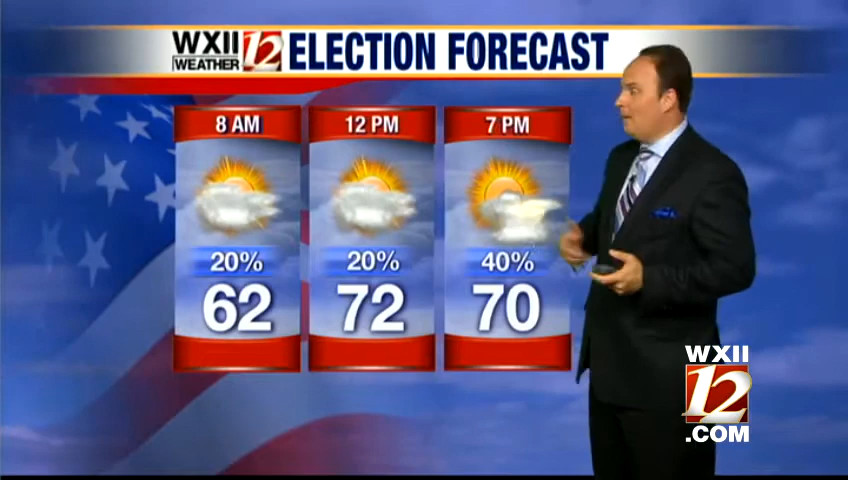 WXII 12 ELECTION FORECAST
WEATHER
8 AM 12 PM 7 PM
20% 20% 40%
62 72 70
WXII
12
.COM